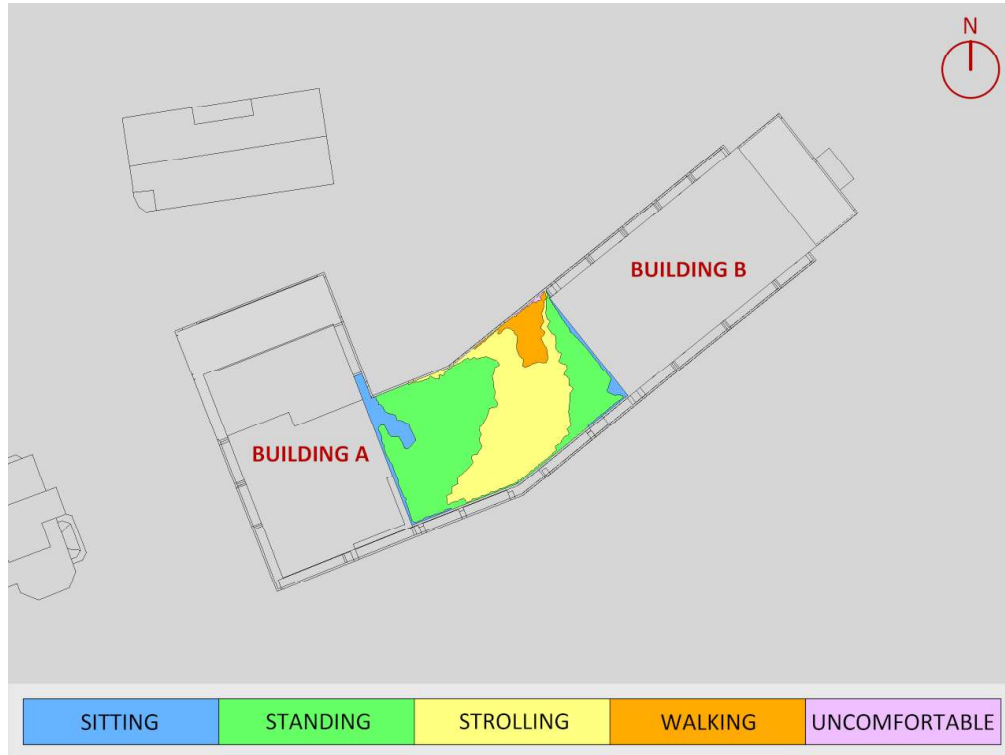 N
BUILDING B
BUILDING A
SITTING STANDING STROLLING WALKING UNCOMFORTABLE